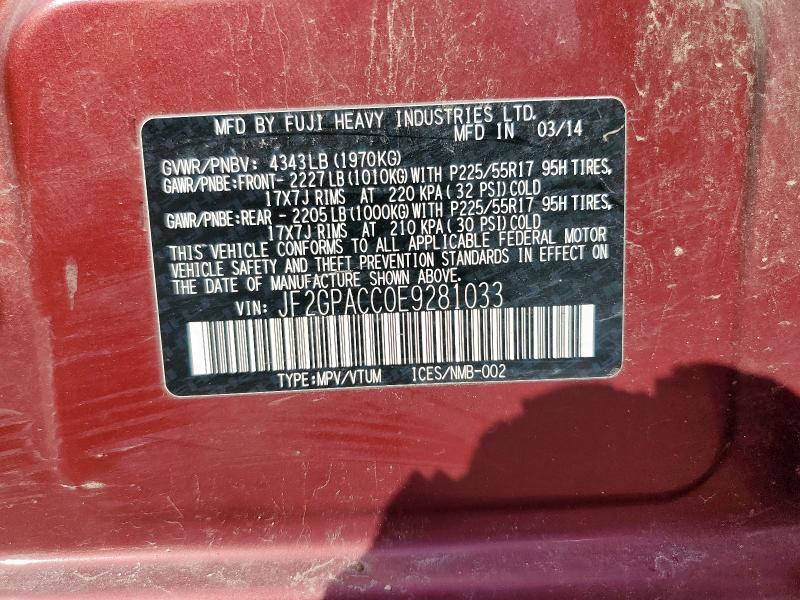 MFD BY FUJI HEAVY INDUSTRIES LTD.
MFD IN 03/14
GVWR/PNBV: 4343LB (1970KG)
GAWR/PNBE:FRONT- 2227LB (1010KG) WITH P225/55R17 95H TIRES,
17X7J RIMS AT 220 KPA ( 32 PSI) COLD
GAWR/PNBE:REAR - 2205LB (1000KG) WITH P225/55R17 95H TIRES,
17X7J RIMS AT 210 KPA ( 30 PSI) COLD
THIS VEHICLE CONFORMS TO ALL APPLICABLE FEDERAL MOTOR
VEHICLE SAFETY AND THEFT PREVENTION STANDARDS IN EFFECT ON
THE DATE OF MANUFACTURE SHOWN ABOVE.
VIN: JF2GPACC0E9281033
TYPE:MPV/VTUM ICES/NMB-002